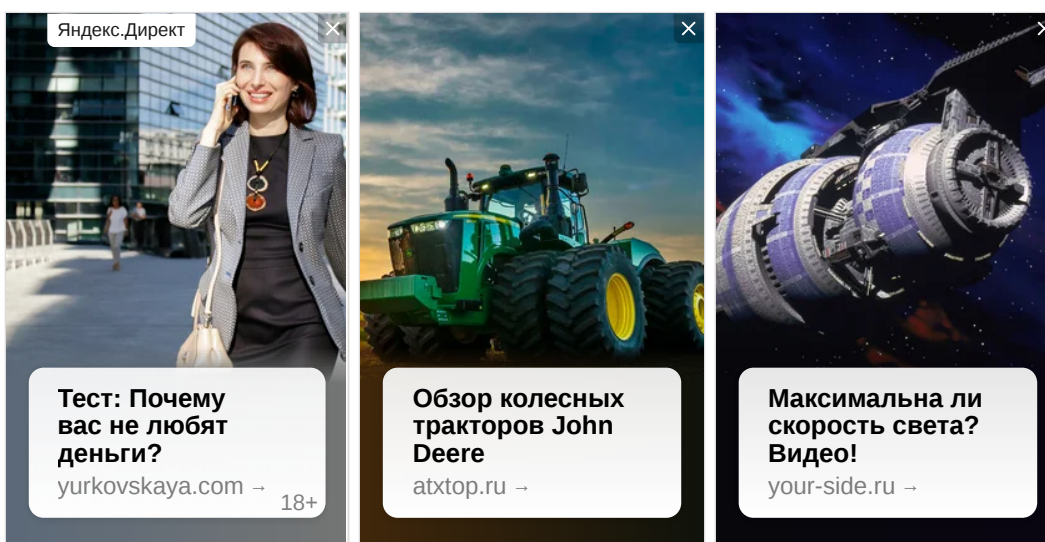 Яндекс.Директ
Тест: Почему
вас не любят
деньги?
yurkovskaya.com →
18+
Обзор колесных
тракторов John
Deere
atxtop.ru →
Максимальна ли
скорость света?
Видео!
your-side.ru →